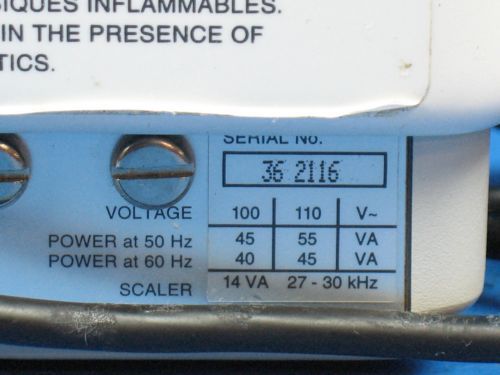 SIQUES INFLAMMABLES.
IN THE PRESENCE OF
TICS.
SERIAL No.
36 2116
VOLTAGE 100 110 V~
POWER at 50 Hz 45 55 VA
POWER at 60 Hz 40 45 VA
SCALER 14 VA 27 - 30 kHz